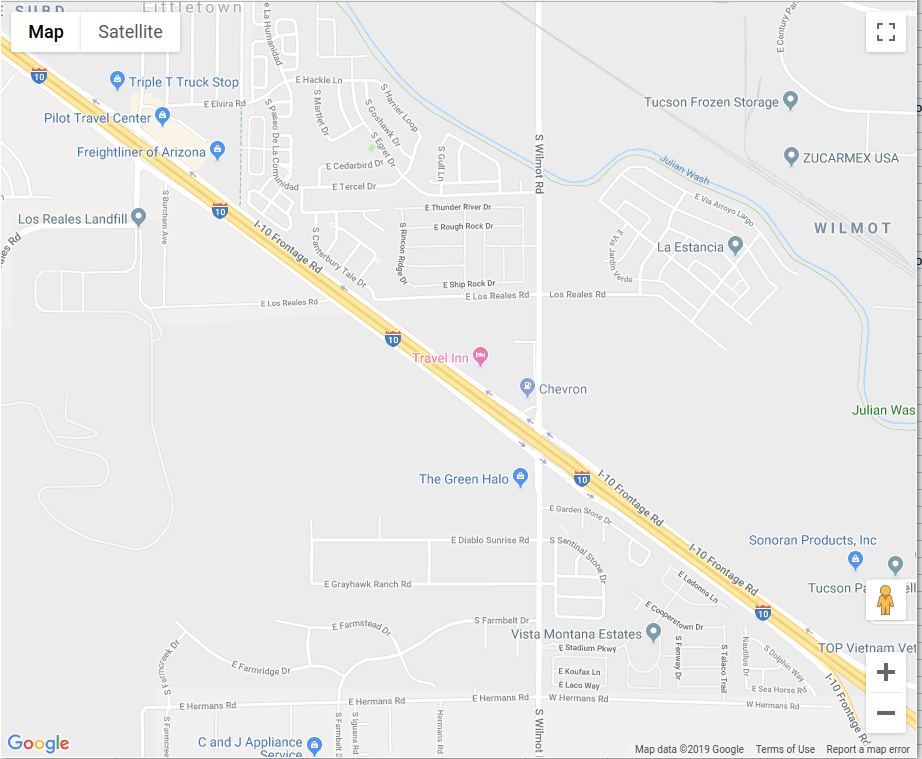 SUBD
Littletown
Map
Satellite
De La Humanidad
E Century Park
10
Triple T Truck Stop
E Hackle Ln
S Harrier Loop
S Goshawk Dr
S Martlet Dr
S Egret Dr
E Elvira Rd
Pilot Travel Center
Tucson Frozen Storage
Freightliner of Arizona
S Paseo De La Comunidad
E Cedarbird Dr
E Tercel Dr
S Gull Ln
S Wilmot Rd
Julian Wash
ZUCARMEX USA
S Burcham Ave
10
Los Reales Landfill
E Thunder River Dr
E Rough Rock Dr
S Rincon Ridge Dr
E Via Arroyo Largo
WILMOT
La Estancia
E Via Jardin Verde
I-10 Frontage Rd
S Canterbury Tale Dr
E Ship Rock Dr
E Los Reales Rd
E Los Reales Rd
Los Reales Rd
10
Travel Inn
Chevron
Julian Was
The Green Halo
10
I-10 Frontage Rd
E Garden Stone Dr
E Diablo Sunrise Rd
S Sentinal Stone Dr
Sonoran Products, Inc
I-10 Frontage Rd
E Grayhawk Ranch Rd
E Ladonna Ln
Tucson Pa
ell
10
E Cooperstown Dr
S Farmbelt Dr
E Farmstead Dr
Vista Montana Estates
E Stadium Pkwy
TOP Vietnam Vet
S Farmcrook Dr
E Farmridge Dr
S Fenway Dr
S Talaco Trail
Nautilus Dr
S Dolphin Way
E Koufax Ln
E Laco Way
E Sea Horse Rd
I-10 Frontage Rd
E Hermans Rd
E Hermans Rd
E Hermans Rd
W Hermans Rd
W Hermans Rd
S Farmcree
S Farmbelt D
S Iguana Rd
Hermans Rd
S Wilmot
C and J Appliance
Service
Google
Map data ©2019 Google
Terms of Use
Report a map error